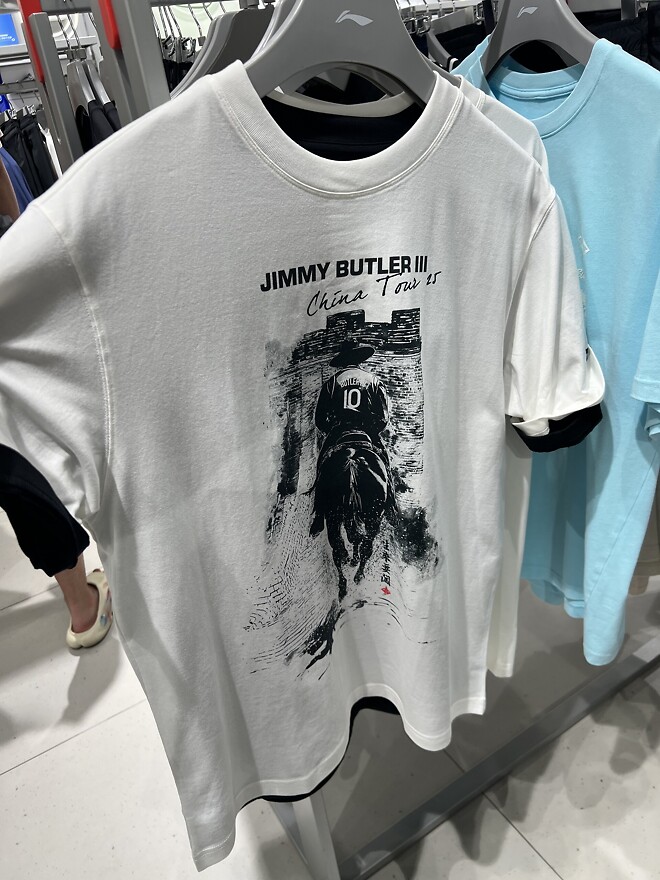 JIMMY BUTLER III
China Tour 25
BUTLER
10